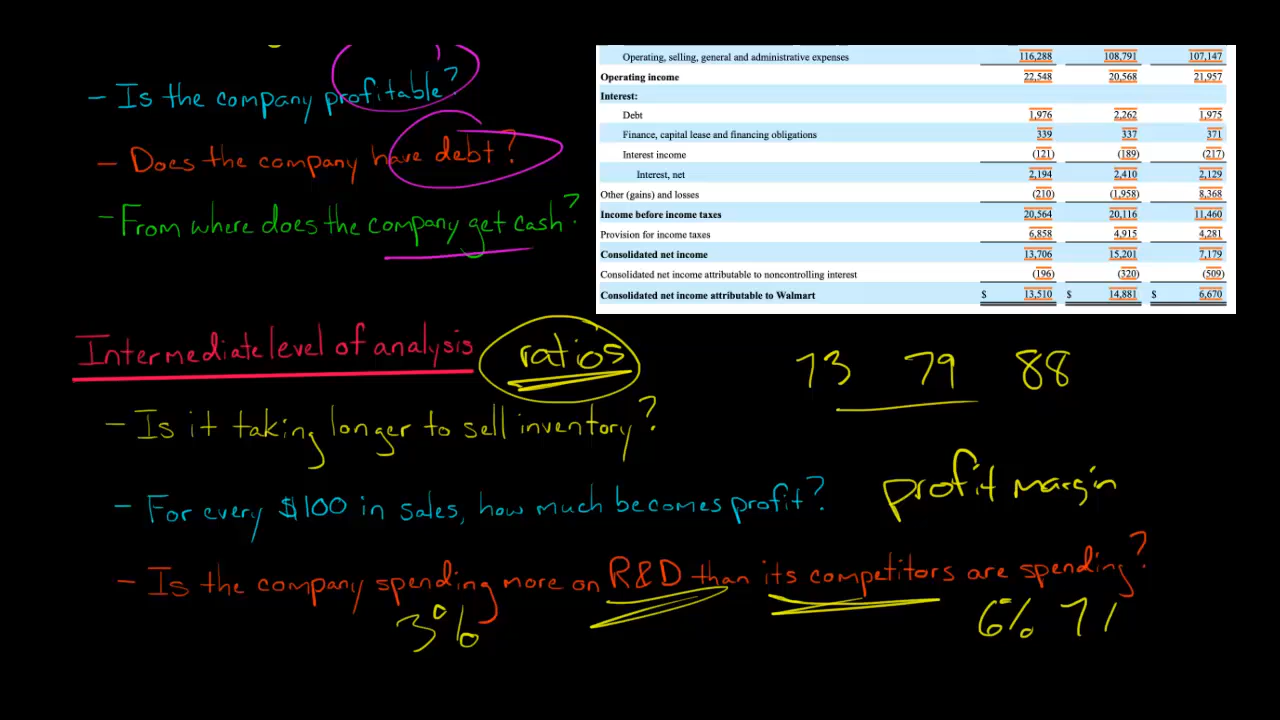 - Is the company profitable?
- Does the company have debt?
- From where does the company get cash?
Operating, selling, general and administrative expenses 116,288 108,791 107,147
Operating income 22,548 20,568 21,957
Interest:
Debt 1,976 2,262 1,975
Finance, capital lease and financing obligations 339 337 371
Interest income (121) (189) (217)
Interest, net 2,194 2,410 2,129
Other (gains) and losses (210) (1,958) 8,368
Income before income taxes 20,564 20,116 11,460
Provision for income taxes 6,858 4,915 4,281
Consolidated net income 13,706 15,201 7,179
Consolidated net income attributable to noncontrolling interest (196) (320) (509)
Consolidated net income attributable to Walmart $ 13,510 $ 14,881 $ 6,670
Intermediate level of analysis ratios
73 79 88
- Is it taking longer to sell inventory?
- For every $100 in sales, how much becomes profit? profit margin
- Is the company spending more on R&D than its competitors are spending?
3% 6% 7